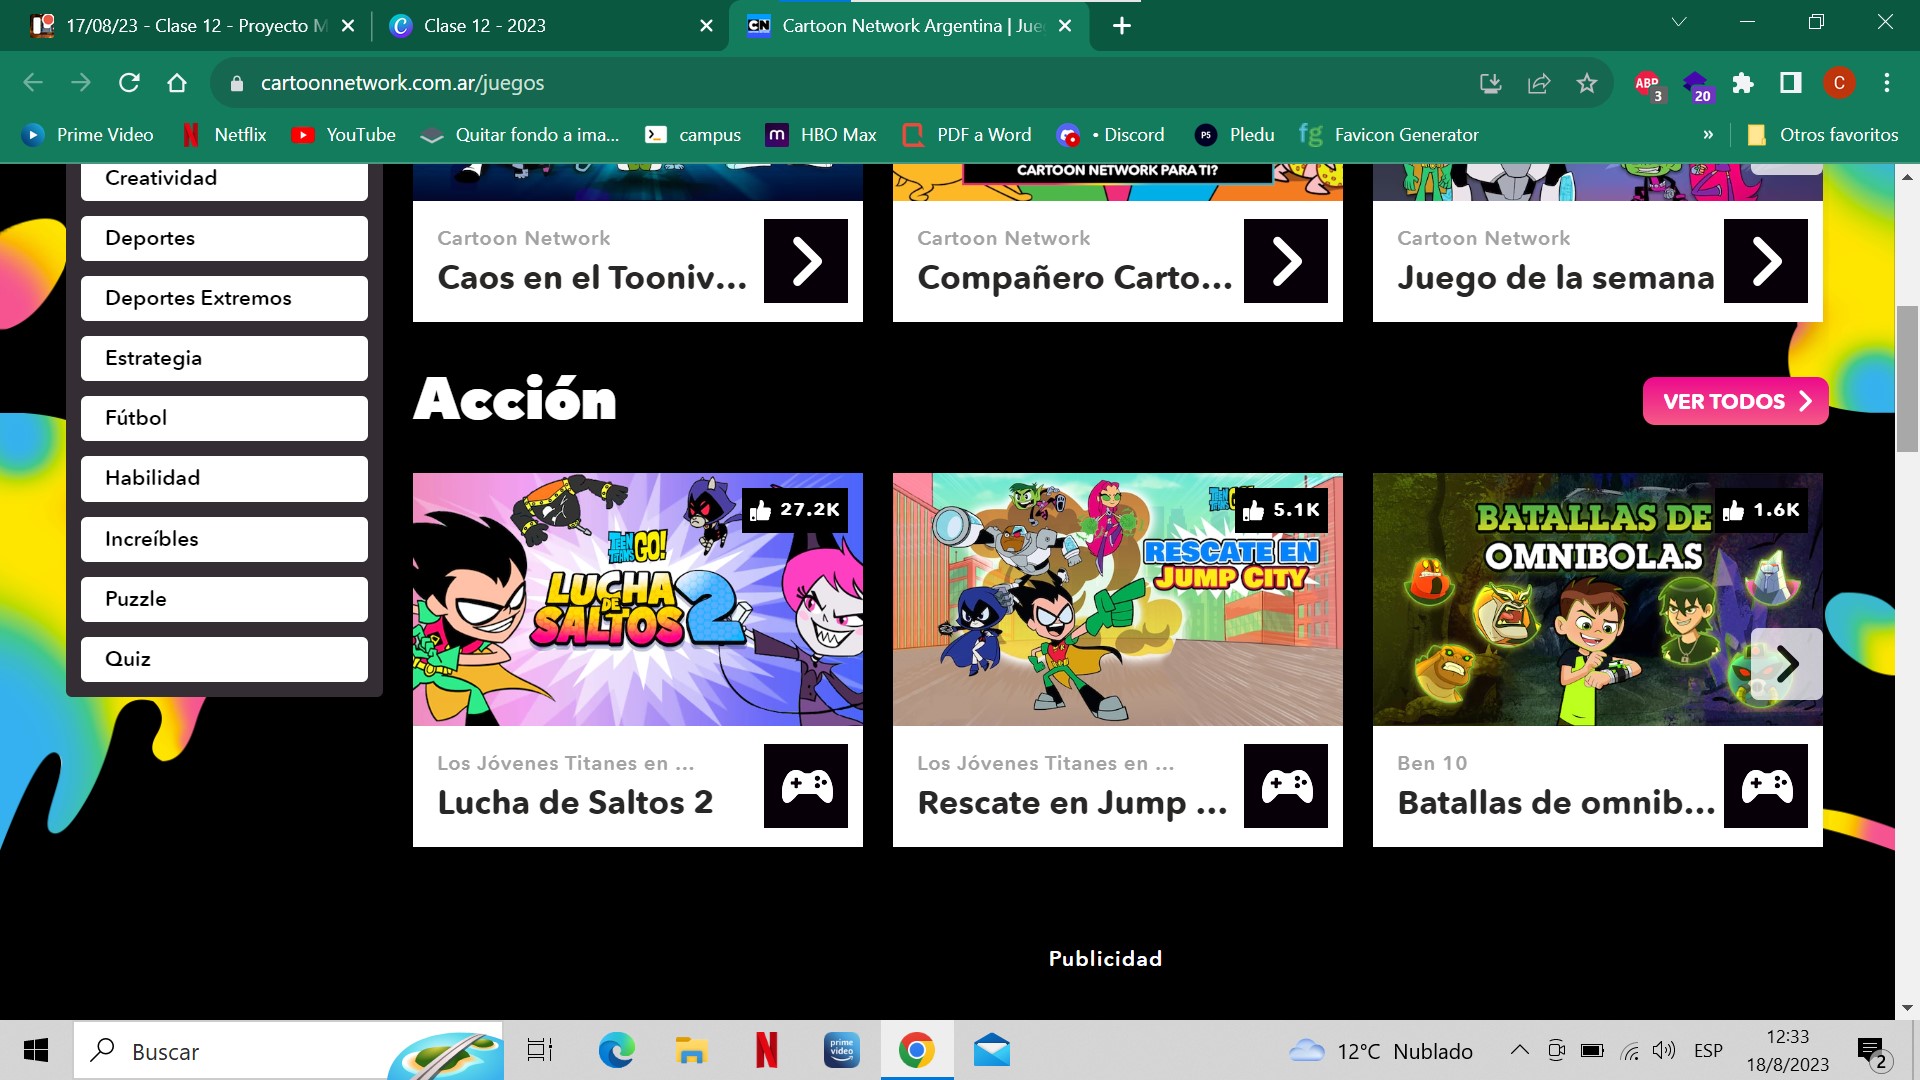 17/08/23 - Clase 12 - Proyecto M
Clase 12 - 2023
CN
Cartoon Network Argentina | Jue
cartoonnetwork.com.ar/juegos
ABP
3
20
C
Prime Video
Netflix
YouTube
Quitar fondo a ima...
campus
m
HBO Max
PDF a Word
• Discord
P5
Pledu
fg
Favicon Generator
»
Otros favoritos
Creatividad
Deportes
Deportes Extremos
Estrategia
Fútbol
Habilidad
Increíbles
Puzzle
Quiz
Cartoon Network
Caos en el Tooniv...
CARTOON NETWORK PARA TI?
Cartoon Network
Compañero Carto...
Cartoon Network
Juego de la semana
Acción
VER TODOS
27.2K
TEEN TITANS GO!
LUCHA DE SALTOS 2
Los Jóvenes Titanes en ...
Lucha de Saltos 2
5.1K
RESCATE EN
JUMP CITY
Los Jóvenes Titanes en ...
Rescate en Jump ...
1.6K
BATALLAS DE
OMNIBOLAS
Ben 10
Batallas de omnib...
Publicidad
Buscar
prime video
12°C Nublado
ESP
12:33
18/8/2023
2